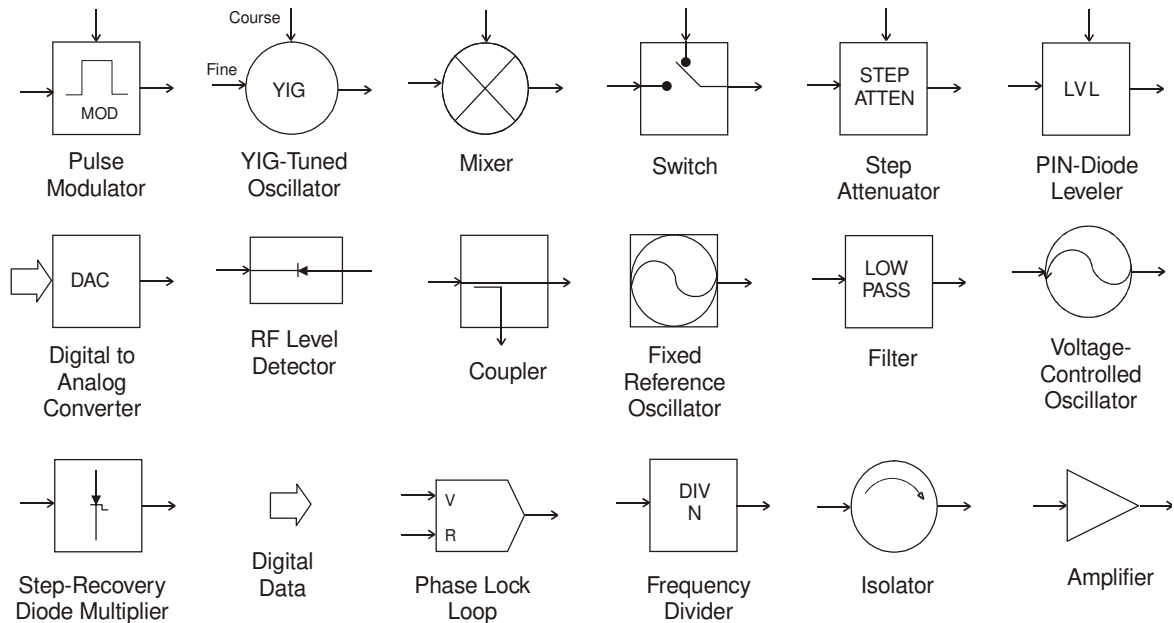 Course
Fine
MOD
YIG
STEP
ATTEN
LVL
Pulse
Modulator
YIG-Tuned
Oscillator
Mixer
Switch
Step
Attenuator
PIN-Diode
Leveler
DAC
LOW
PASS
Digital to
Analog
Converter
RF Level
Detector
Coupler
Fixed
Reference
Oscillator
Filter
Voltage-
Controlled
Oscillator
V
R
DIV
N
Step-Recovery
Diode Multiplier
Digital
Data
Phase Lock
Loop
Frequency
Divider
Isolator
Amplifier